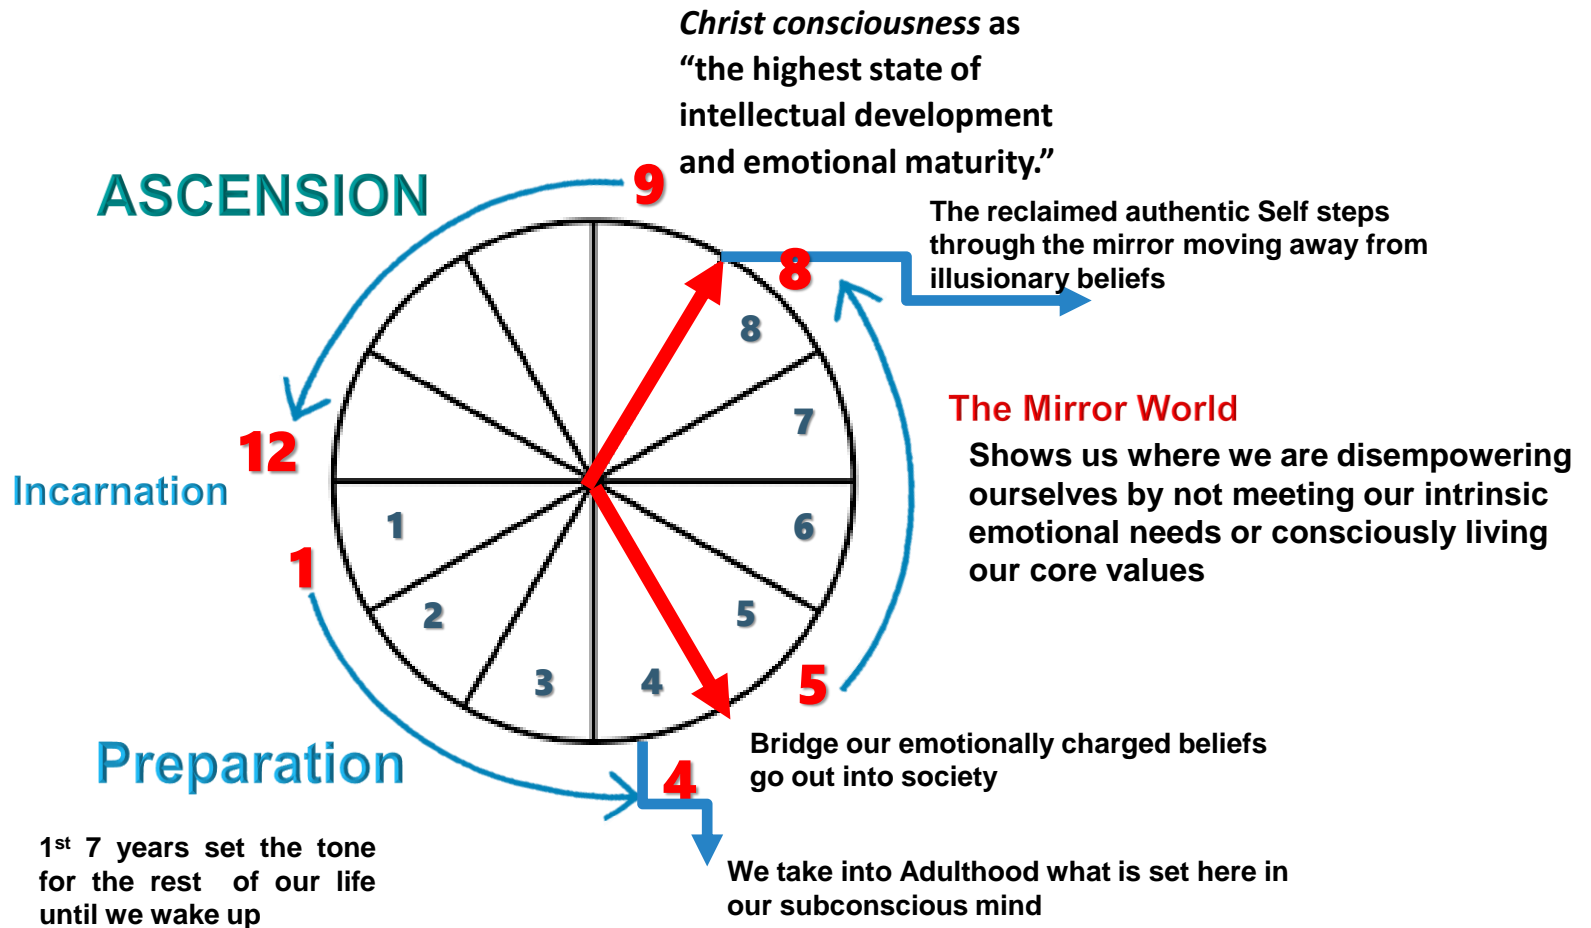 Christ consciousness as
“the highest state of
intellectual development
and emotional maturity.”
ASCENSION
9
The reclaimed authentic Self steps
through the mirror moving away from
illusionary beliefs
8
8
7
The Mirror World
Shows us where we are disempowering
ourselves by not meeting our intrinsic
emotional needs or consciously living
our core values
12
Incarnation
1
6
1
2
5
3
4
5
Preparation
Bridge our emotionally charged beliefs
go out into society
4
1st 7 years set the tone
for the rest of our life
until we wake up
We take into Adulthood what is set here in
our subconscious mind